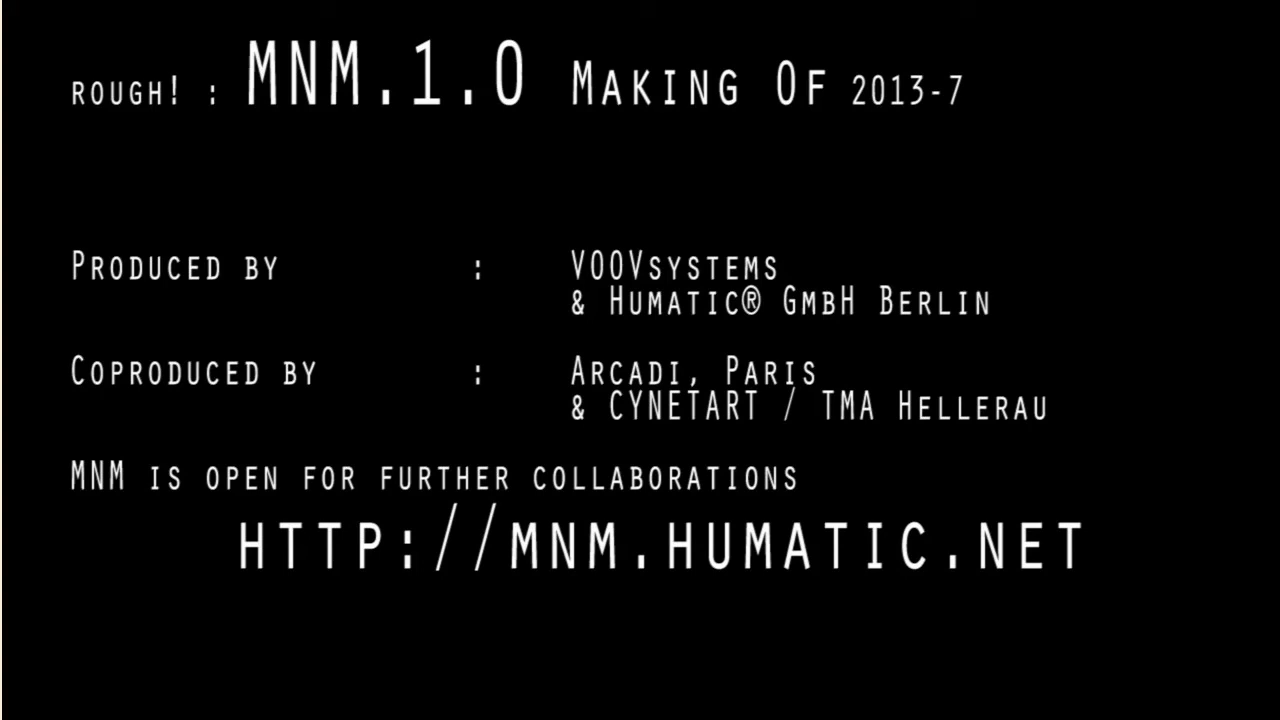 ROUGH! : MNM.1.0 MAKING OF 2013-7
PRODUCED BY : VOOVSYSTEMS
& HUMATIC® GMBH BERLIN
COPRODUCED BY : ARCADI, PARIS
& CYNETART / TMA HELLERAU
MNM IS OPEN FOR FURTHER COLLABORATIONS
HTTP://MNM.HUMATIC.NET